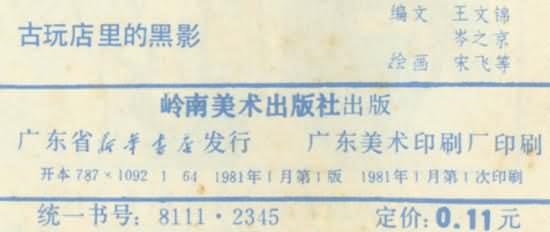 编文 王文锦
岑之京
古玩店里的黑影
绘画 宋飞等
岭南美术出版社出版
广东省新华书店发行 广东美术印刷厂印刷
开本787×1092 1 64 1981年1月第1版 1981年1月第1次印刷
统一书号：8111·2345 定价：0.11元